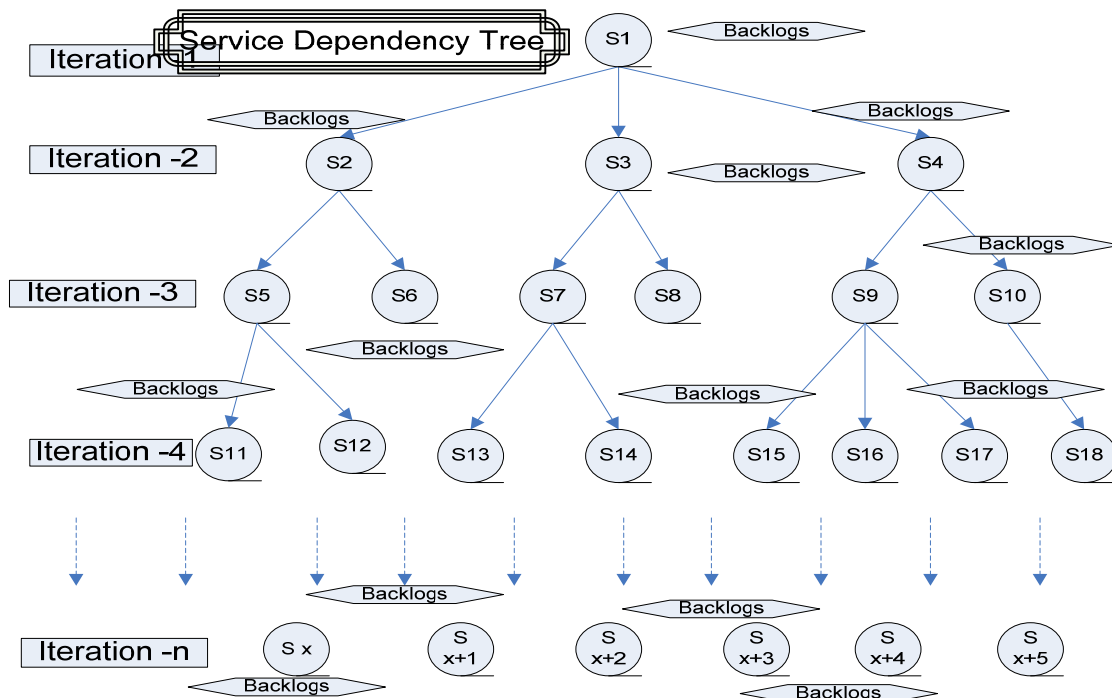 Service Dependency Tree
S1
Backlogs
Iteration -1
Backlogs
Backlogs
Iteration -2
S2
S3
Backlogs
S4
Backlogs
Iteration -3
S5
S6
S7
S8
S9
S10
Backlogs
Backlogs
Backlogs
Backlogs
Iteration -4
S11
S12
S13
S14
S15
S16
S17
S18
Backlogs
Backlogs
Iteration -n
S x
S
x+1
S
x+2
S
x+3
S
x+4
S
x+5
Backlogs
Backlogs